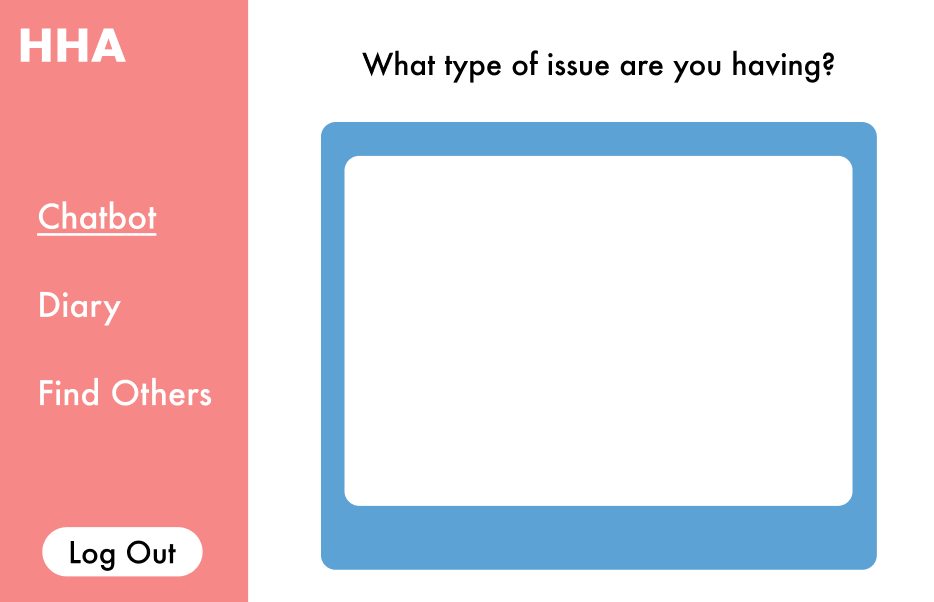 HHA
What type of issue are you having?
Chatbot
Diary
Find Others
Log Out